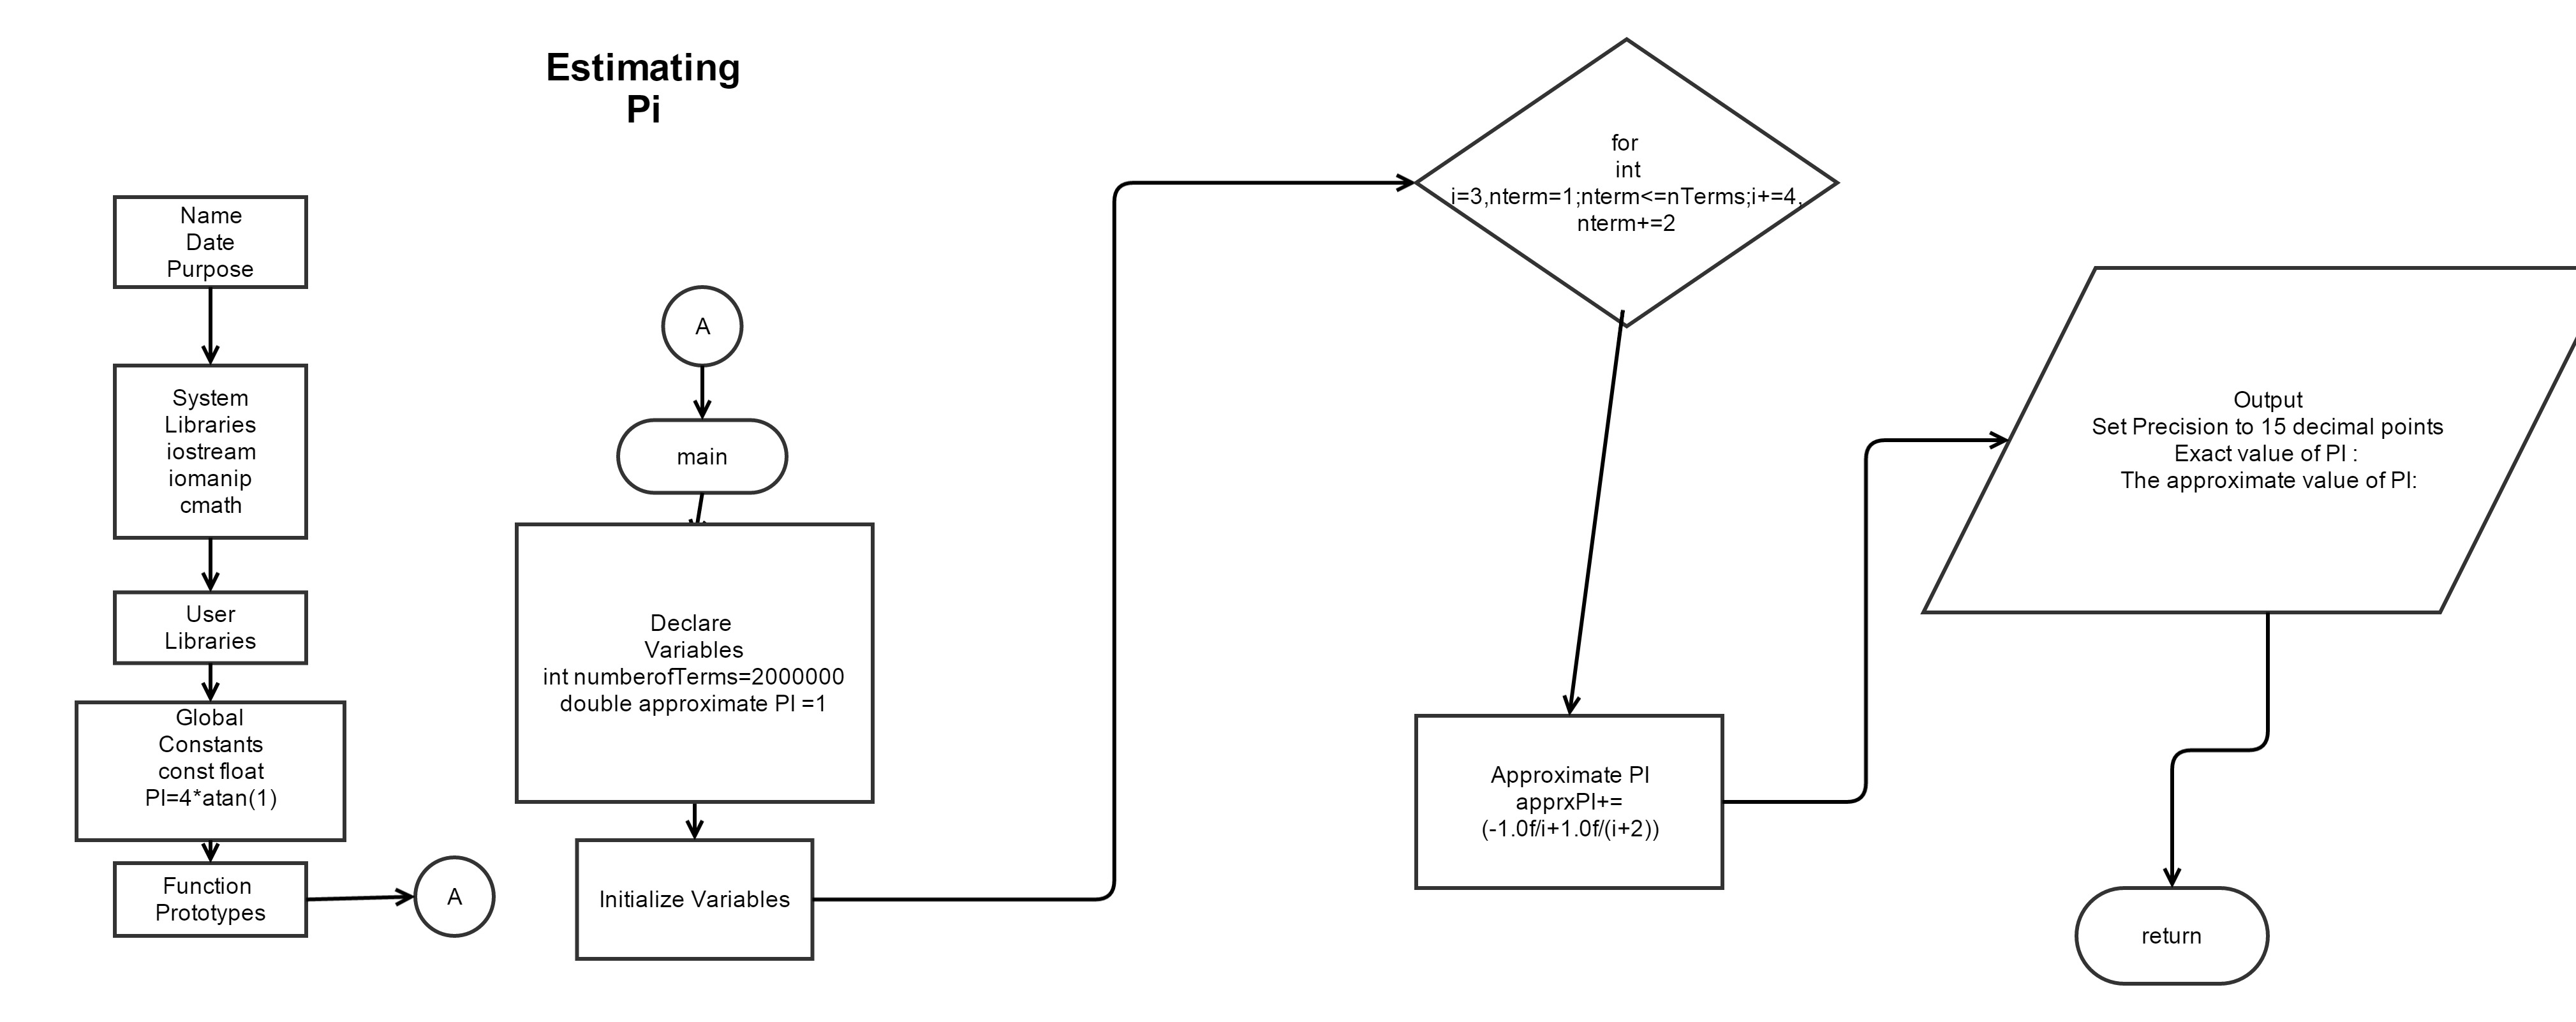 Estimating
Pi
Name
Date
Purpose
System
Libraries
iostream
iomanip
cmath
User
Libraries
Global
Constants
const float
PI=4*atan(1)
Function
Prototypes
A
A
main
Declare
Variables
int numberofTerms=2000000
double approximate PI =1
Initialize Variables
for
int
i=3,nterm=1;nterm<=nTerms;i+=4,
nterm+=2
Approximate PI
apprxPI+=
(-1.0f/i+1.0f/(i+2))
Output
Set Precision to 15 decimal points
Exact value of PI :
The approximate value of PI:
return